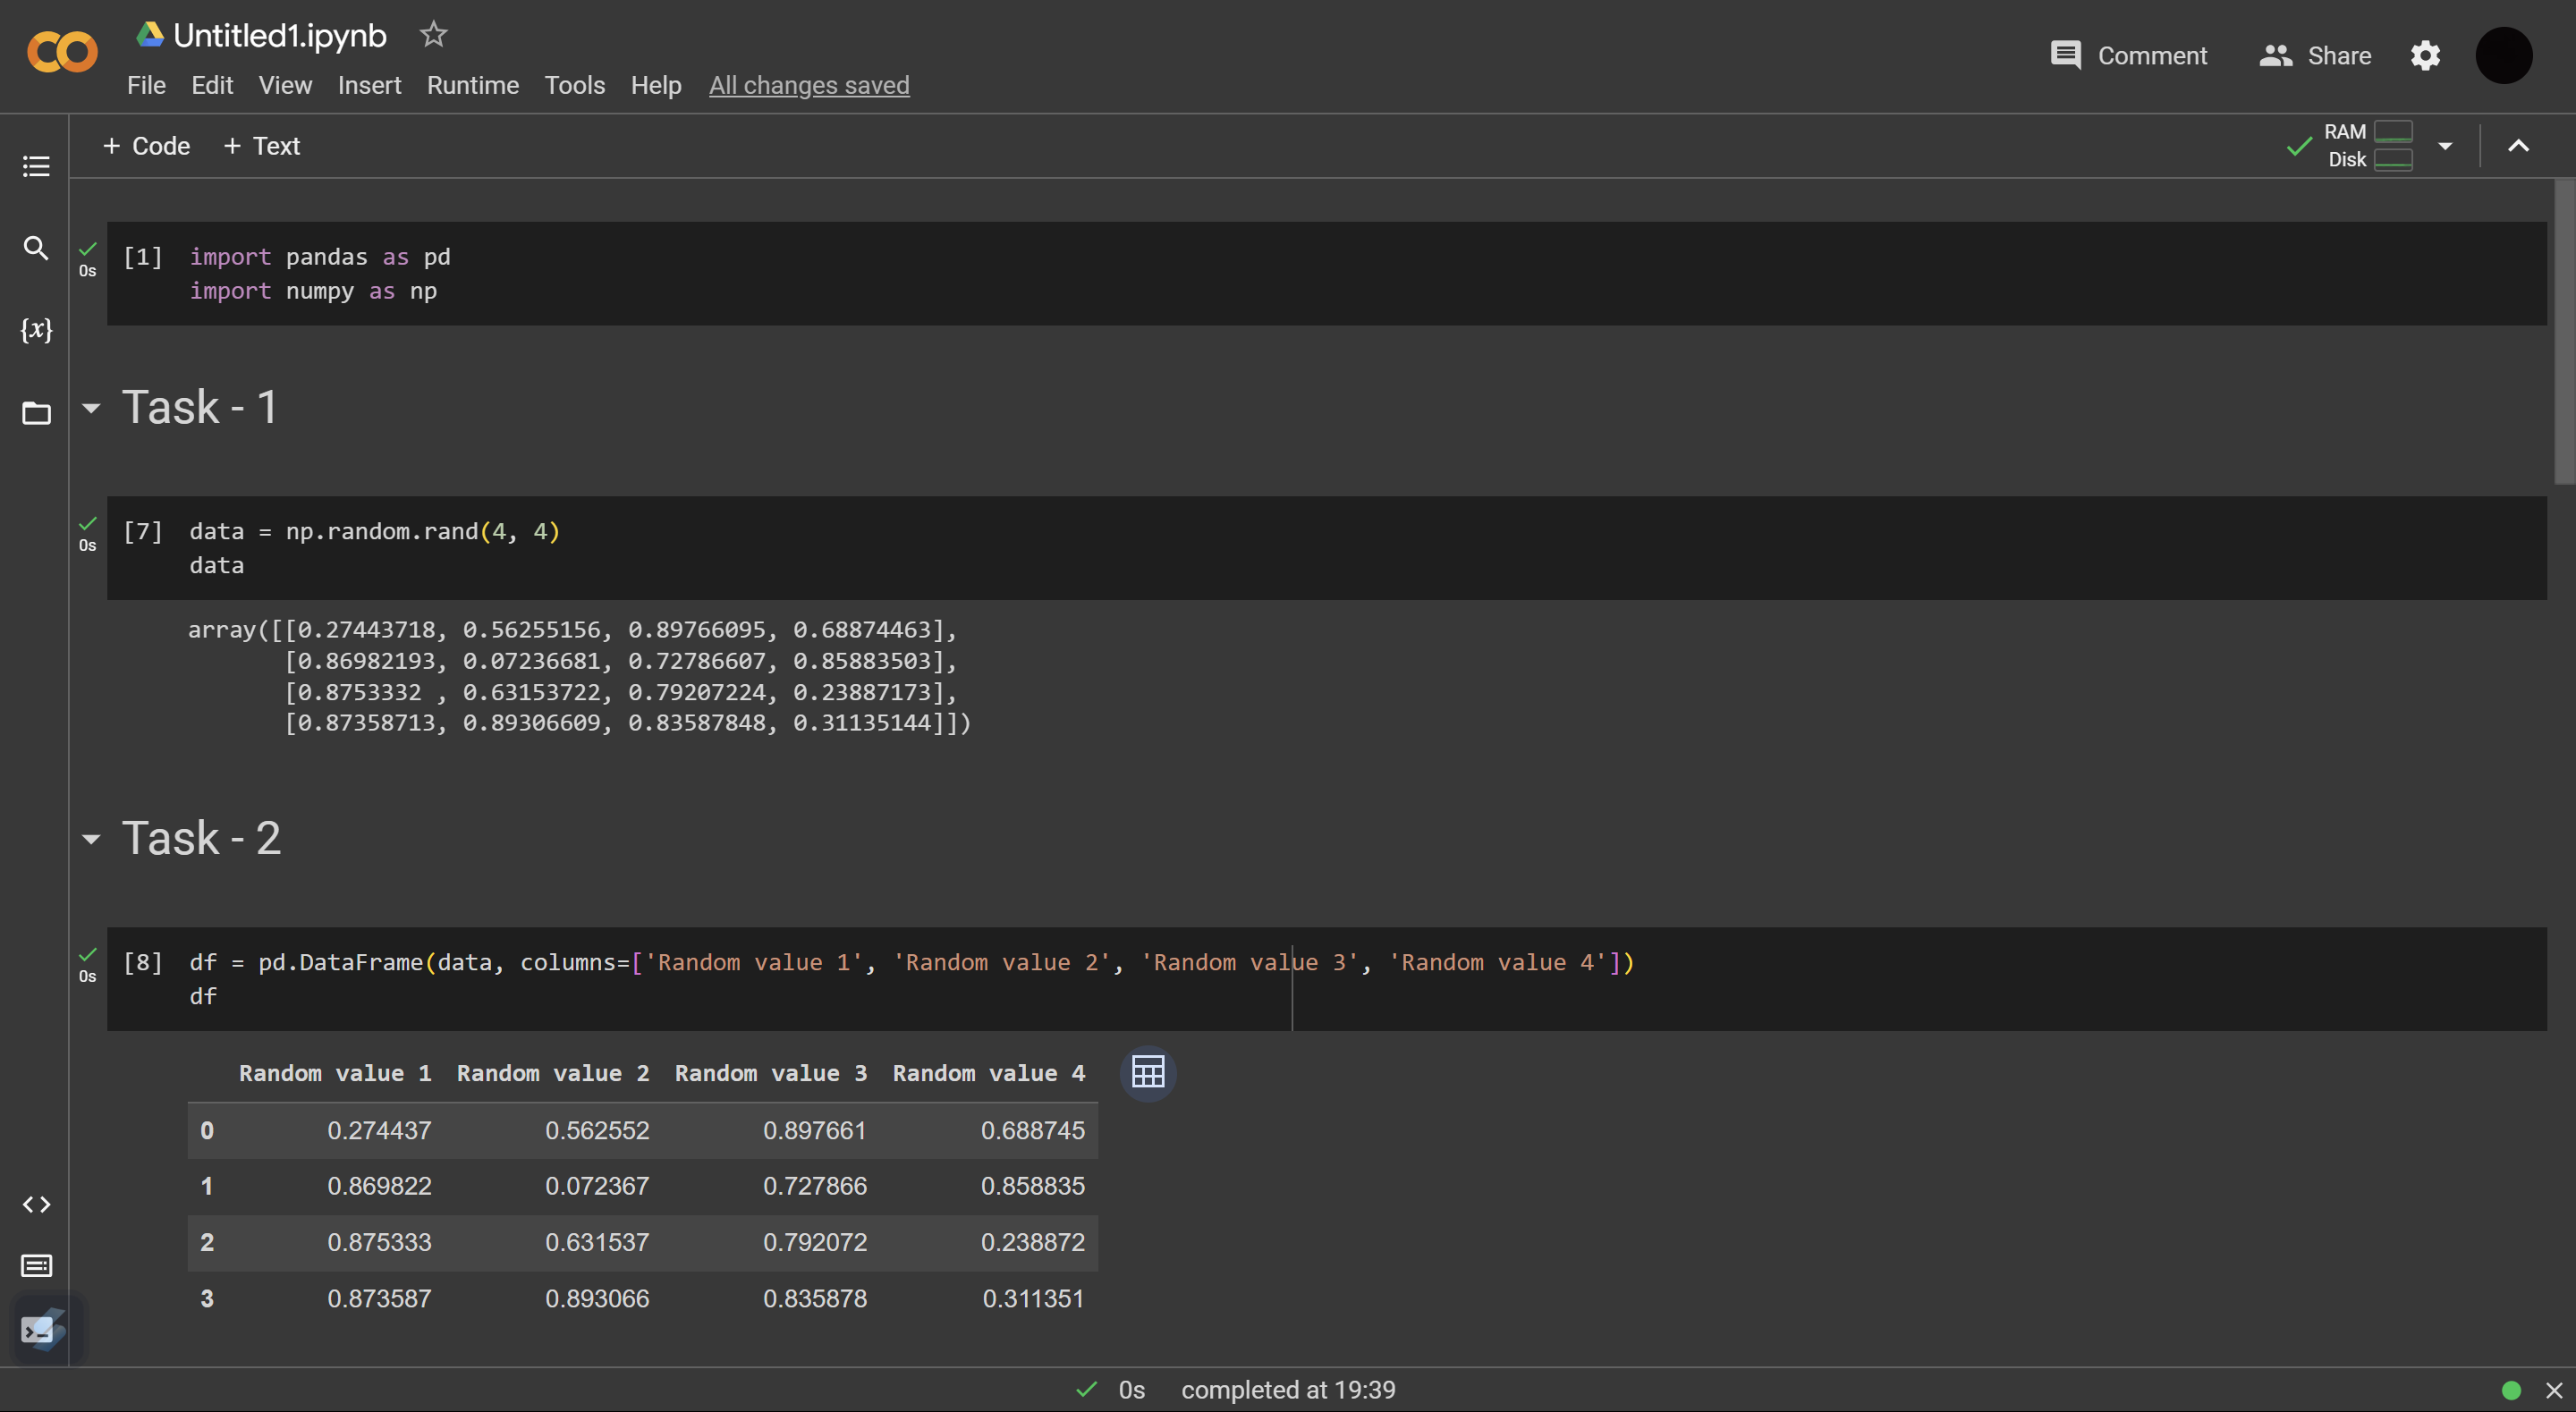 Untitled1.ipynb
File Edit View Insert Runtime Tools Help All changes saved
Comment Share
+ Code + Text
RAM
Disk
0s
[1] import pandas as pd
import numpy as np
{x}
Task - 1
0s
[7] data = np.random.rand(4, 4)
data
array([[0.27443718, 0.56255156, 0.89766095, 0.68874463],
[0.86982193, 0.07236681, 0.72786607, 0.85883503],
[0.8753332 , 0.63153722, 0.79207224, 0.23887173],
[0.87358713, 0.89306609, 0.83587848, 0.31135144]])
Task - 2
0s
[8] df = pd.DataFrame(data, columns=['Random value 1', 'Random value 2', 'Random value 3', 'Random value 4'])
df
Random value 1 Random value 2 Random value 3 Random value 4
0 0.274437 0.562552 0.897661 0.688745
1 0.869822 0.072367 0.727866 0.858835
2 0.875333 0.631537 0.792072 0.238872
3 0.873587 0.893066 0.835878 0.311351
0s completed at 19:39